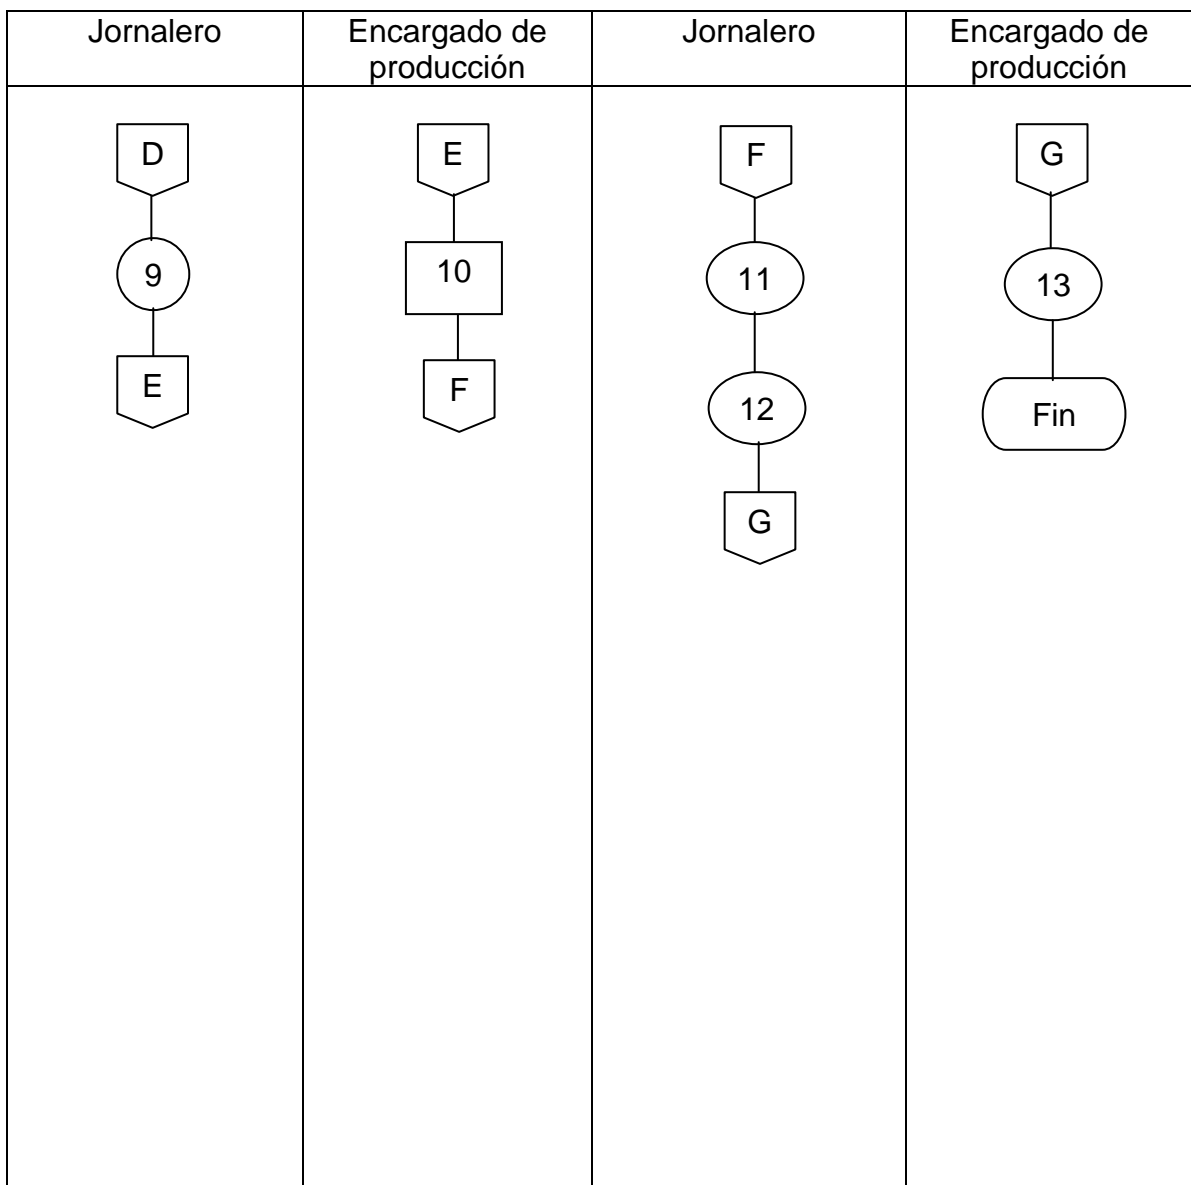 Jornalero
Encargado de
producción
Jornalero
Encargado de
producción
D
9
E
E
10
F
F
11
12
G
G
13
Fin